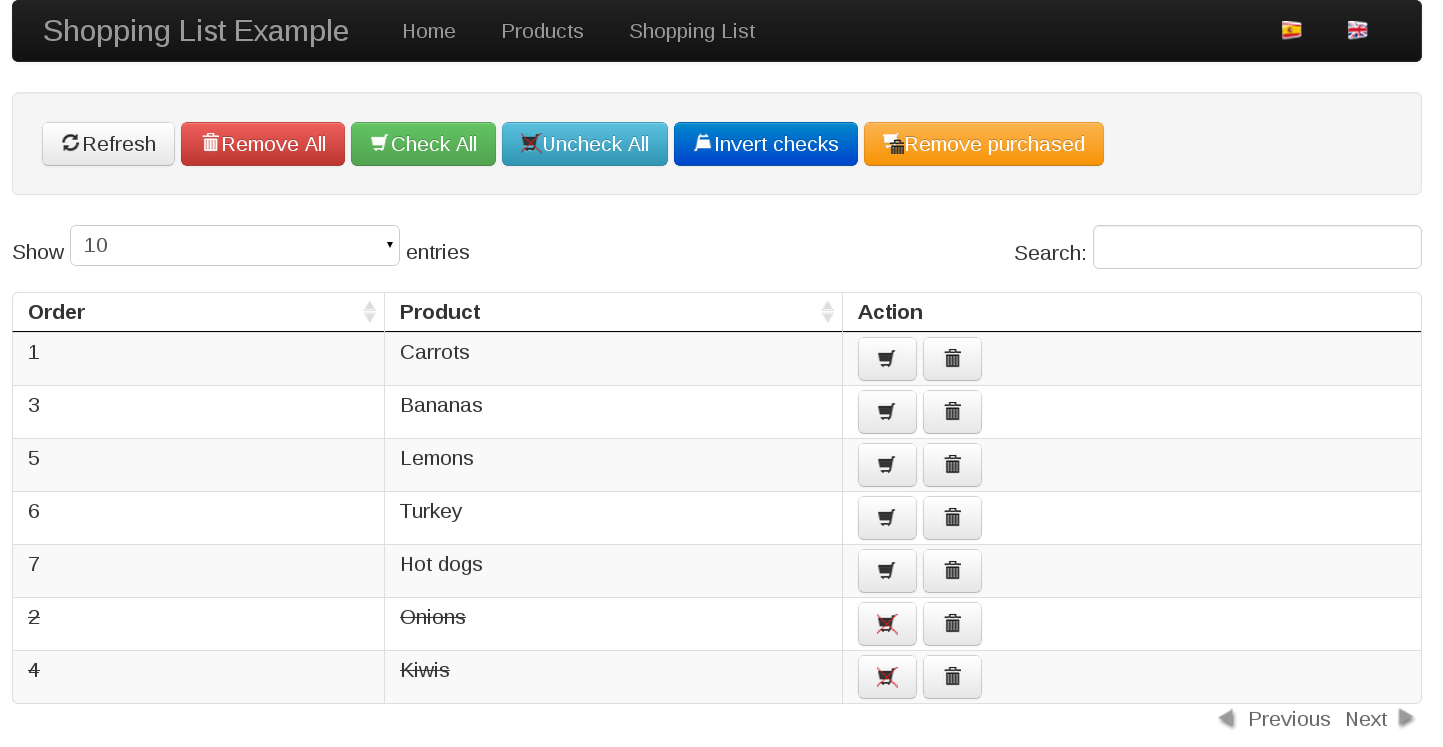 Shopping List Example Home Products Shopping List
Refresh Remove All Check All Uncheck All Invert checks Remove purchased
Show 10 entries Search:
Order Product Action
1 Carrots
3 Bananas
5 Lemons
6 Turkey
7 Hot dogs
2 Onions
4 Kiwis
Previous Next